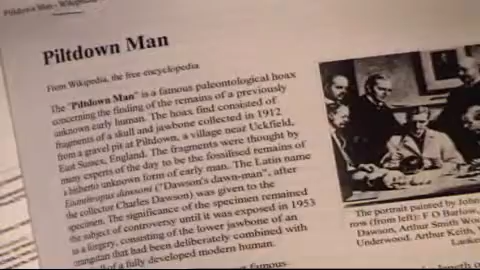 Piltdown Man - Wikipedia
Piltdown Man
From Wikipedia, the free encyclopedia
The "Piltdown Man" is a famous paleontological hoax
concerning the finding of the remains of a previously
unknown early human. The hoax find consisted of
fragments of a skull and jawbone collected in 1912
from a gravel pit at Piltdown, a village near Uckfield,
East Sussex, England. The fragments were thought by
many experts of the day to be the fossilised remains of
a hitherto unknown form of early man. The Latin name
Eoanthropus dawsoni ("Dawson's dawn-man", after
the collector Charles Dawson) was given to the
specimen. The significance of the specimen remained
the subject of controversy until it was exposed in 1953
as a forgery, consisting of the lower jawbone of an
orangutan that had been deliberately combined with
of a fully developed modern human.
famous
The portrait painted by John
row (from left): F O Barlow,
Dawson, Arthur Smith Woo
Underwood, Arthur Keith,
Lanke
length o